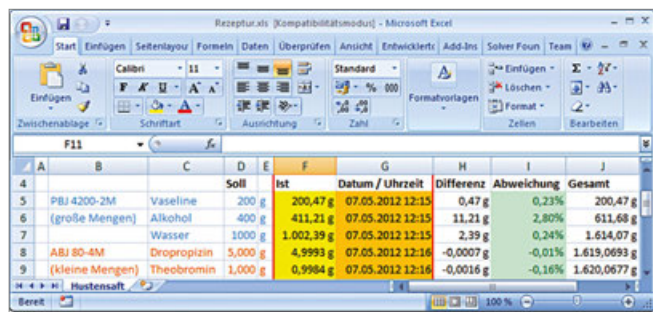 Rezeptur.xls [Kompatibilitätsmodus] - Microsoft Excel
Start Einfügen Seitenlayou Formeln Daten Überprüfen Ansicht Entwicklertc Add-Ins Solver Foun Team
Calibri 11 Standard Einfügen Σ
Einfügen F K U A A % 000 Formatvorlagen Löschen
A Format
Zwischenablage Schriftart Ausrichtung Zahl Zellen Bearbeiten
F11 fx
A B C D E F G H I J
4 Soll Ist Datum / Uhrzeit Differenz Abweichung Gesamt
5 PBJ 4200-2M Vaseline 200 g 200,47 g 07.05.2012 12:15 0,47 g 0,23% 200,47 g
6 (große Mengen) Alkohol 400 g 411,21 g 07.05.2012 12:15 11,21 g 2,80% 611,68 g
7 Wasser 1000 g 1.002,39 g 07.05.2012 12:15 2,39 g 0,24% 1.614,07 g
8 ABJ 80-4M Dropropizin 5,000 g 4,9993 g 07.05.2012 12:16 -0,0007 g -0,01% 1.619,0693 g
9 (kleine Mengen) Theobromin 1,000 g 0,9984 g 07.05.2012 12:16 -0,0016 g -0,16% 1.620,0677 g
Hustensaft
Bereit 100 %